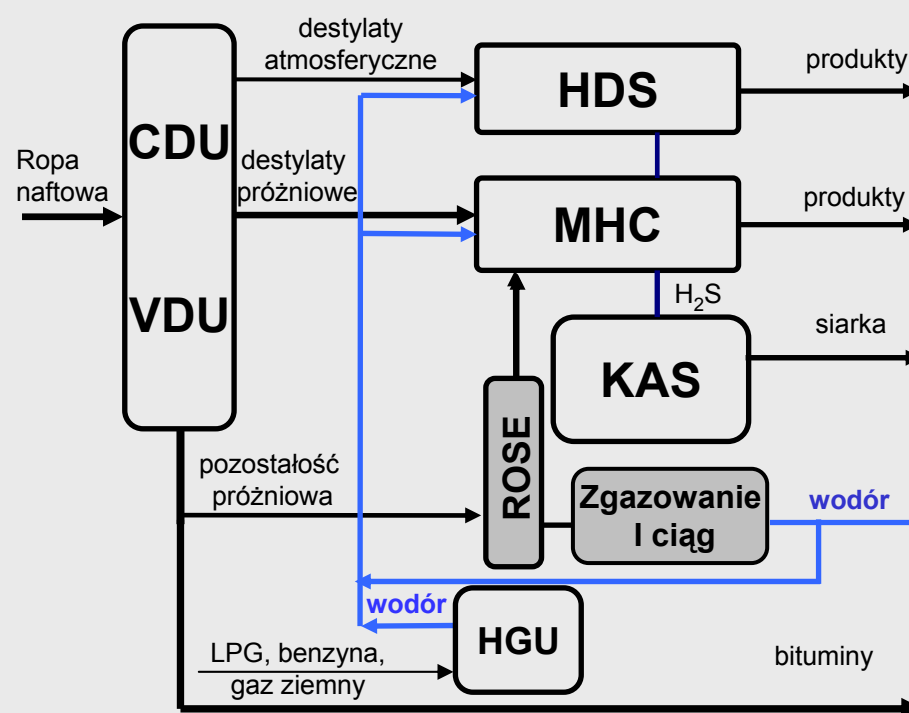 destylaty
atmosferyczne
HDS
produkty
CDU
Ropa
naftowa
destylaty
próżniowe
MHC
produkty
VDU
H₂S
KAS
siarka
ROSE
pozostałość
próżniowa
Zgazowanie
I ciąg
wodór
wodór
HGU
LPG, benzyna,
gaz ziemny
bituminy